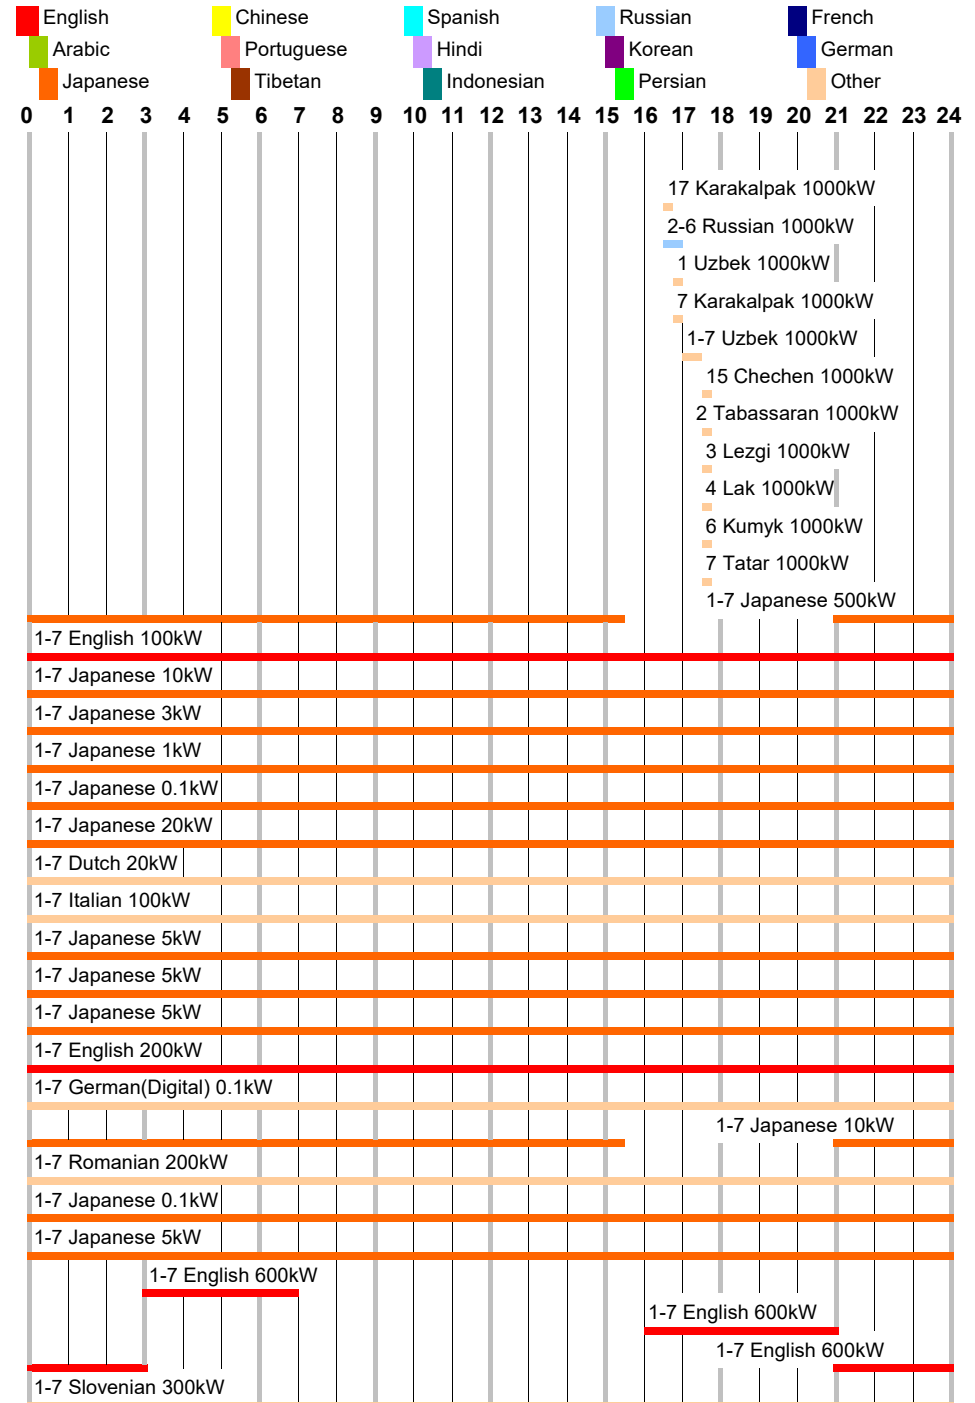 English Chinese Spanish Russian French
Arabic Portuguese Hindi Korean German
Japanese Tibetan Indonesian Persian Other
0 1 2 3 4 5 6 7 8 9 10 11 12 13 14 15 16 17 18 19 20 21 22 23 24
17 Karakalpak 1000kW
2-6 Russian 1000kW
1 Uzbek 1000kW
7 Karakalpak 1000kW
1-7 Uzbek 1000kW
15 Chechen 1000kW
2 Tabassaran 1000kW
3 Lezgi 1000kW
4 Lak 1000kW
6 Kumyk 1000kW
7 Tatar 1000kW
1-7 Japanese 500kW
1-7 English 100kW
1-7 Japanese 10kW
1-7 Japanese 3kW
1-7 Japanese 1kW
1-7 Japanese 0.1kW
1-7 Japanese 20kW
1-7 Dutch 20kW
1-7 Italian 100kW
1-7 Japanese 5kW
1-7 Japanese 5kW
1-7 Japanese 5kW
1-7 English 200kW
1-7 German(Digital) 0.1kW
1-7 Japanese 10kW
1-7 Romanian 200kW
1-7 Japanese 0.1kW
1-7 Japanese 5kW
1-7 English 600kW
1-7 English 600kW
1-7 English 600kW
1-7 Slovenian 300kW